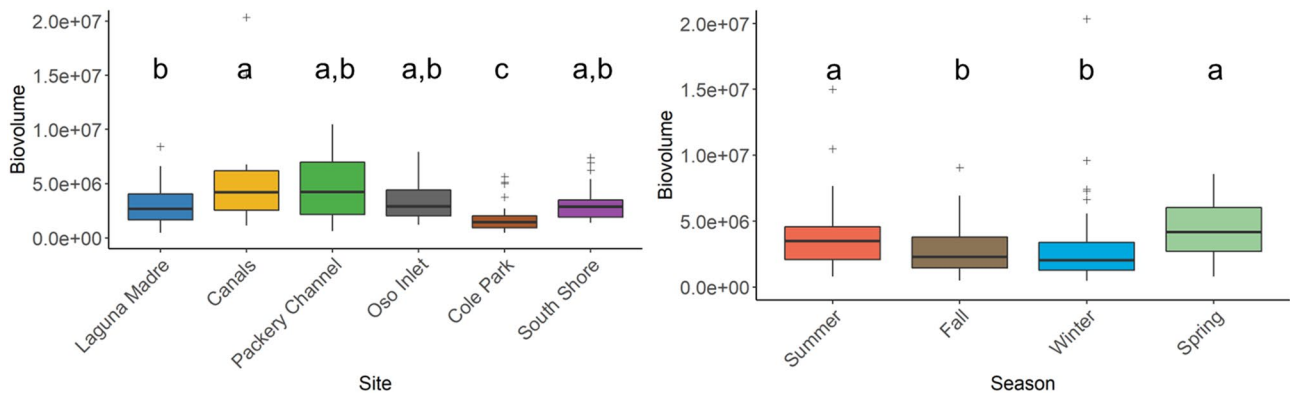 2.0e+07
1.5e+07
1.0e+07
5.0e+06
0.0e+00
Biovolume
b a a,b a,b c a,b
Laguna Madre
Canals
Packery Channel
Oso Inlet
Cole Park
South Shore
Site
2.0e+07
1.5e+07
1.0e+07
5.0e+06
0.0e+00
Biovolume
a b b a
Summer
Fall
Winter
Spring
Season